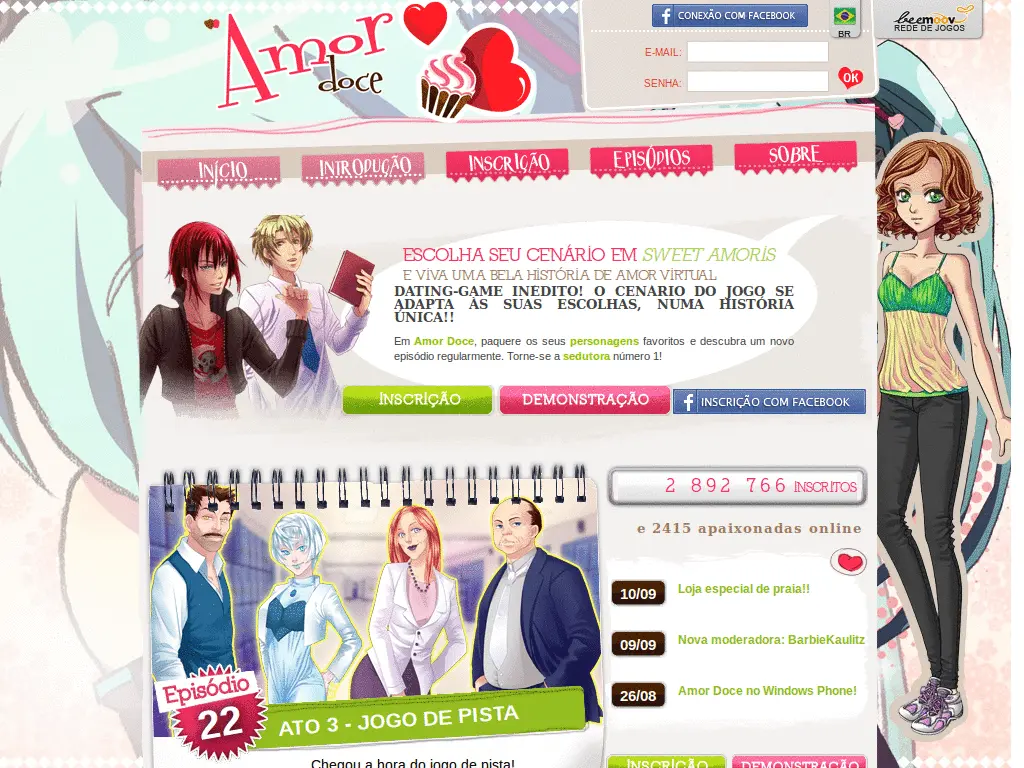 Amor
doce
CONEXÃO COM FACEBOOK
BR
beemoov
REDE DE JOGOS
E-MAIL:
SENHA:
OK
INÍCIO
INTRODUÇÃO
INSCRIÇÃO
EPISÓDIOS
SOBRE
ESCOLHA SEU CENÁRIO EM SWEET AMORIS
E VIVA UMA BELA HISTÓRIA DE AMOR VIRTUAL
DATING-GAME INEDITO! O CENARIO DO JOGO SE
ADAPTA ÀS SUAS ESCOLHAS, NUMA HISTÓRIA
ÚNICA!!
Em Amor Doce, paquere os seus personagens favoritos e descubra um novo
episódio regularmente. Torne-se a sedutora número 1!
INSCRIÇÃO
DEMONSTRAÇÃO
INSCRIÇÃO COM FACEBOOK
2 892 766 INSCRITOS
e 2415 apaixonadas online
10/09 Loja especial de praia!!
09/09 Nova moderadora: BarbieKaulitz
26/08 Amor Doce no Windows Phone!
Episódio
22
ATO 3 - JOGO DE PISTA
Chegou a hora do jogo de pista!
INSCRIÇÃO
DEMONSTRAÇÃO